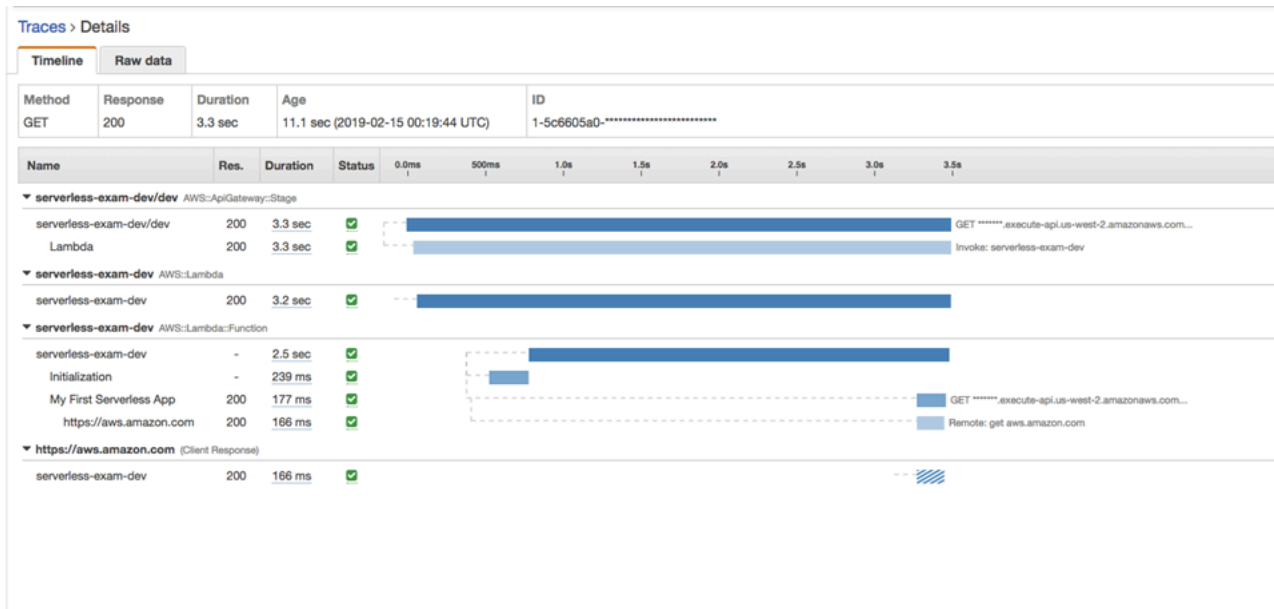 Traces > Details
Timeline Raw data
Method Response Duration Age ID
GET 200 3.3 sec 11.1 sec (2019-02-15 00:19:44 UTC) 1-5c6605a0-************************
Name Res. Duration Status 0.0ms 500ms 1.0s 1.5s 2.0s 2.5s 3.0s 3.5s
serverless-exam-dev/dev AWS::ApiGateway::Stage
serverless-exam-dev/dev 200 3.3 sec GET *******.execute-api.us-west-2.amazonaws.com...
Lambda 200 3.3 sec Invoke: serverless-exam-dev
serverless-exam-dev AWS::Lambda
serverless-exam-dev 200 3.2 sec
serverless-exam-dev AWS::Lambda::Function
serverless-exam-dev - 2.5 sec
Initialization - 239 ms
My First Serverless App 200 177 ms GET *******.execute-api.us-west-2.amazonaws.com...
https://aws.amazon.com 200 166 ms Remote: get aws.amazon.com
https://aws.amazon.com (Client Response)
serverless-exam-dev 200 166 ms